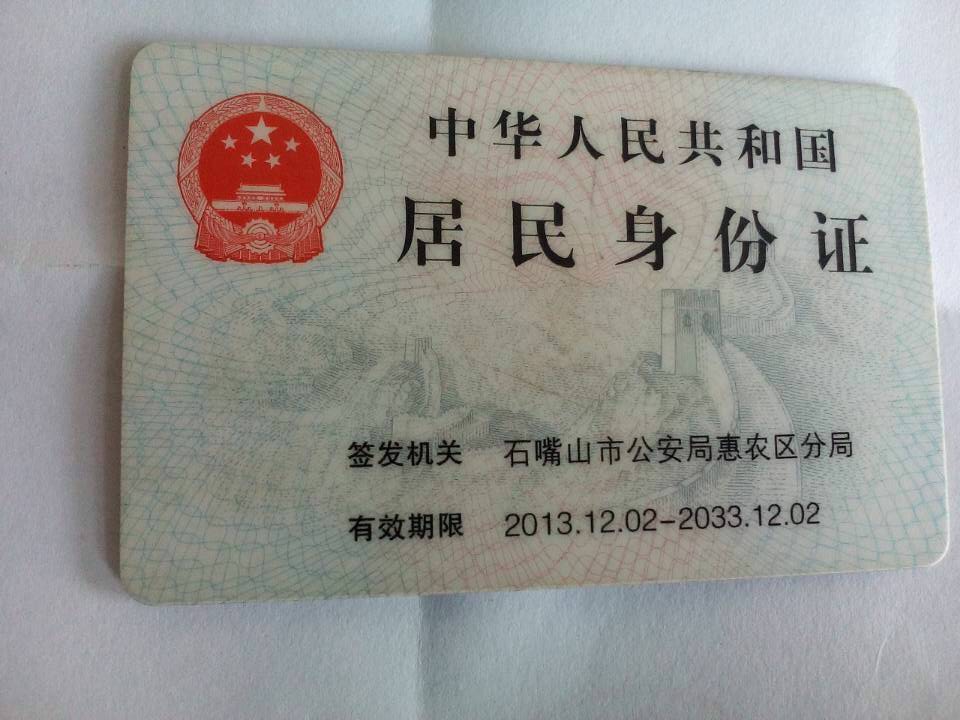 中华人民共和国
居民身份证
签发机关 石嘴山市公安局惠农区分局
有效期限 2013.12.02-2033.12.02